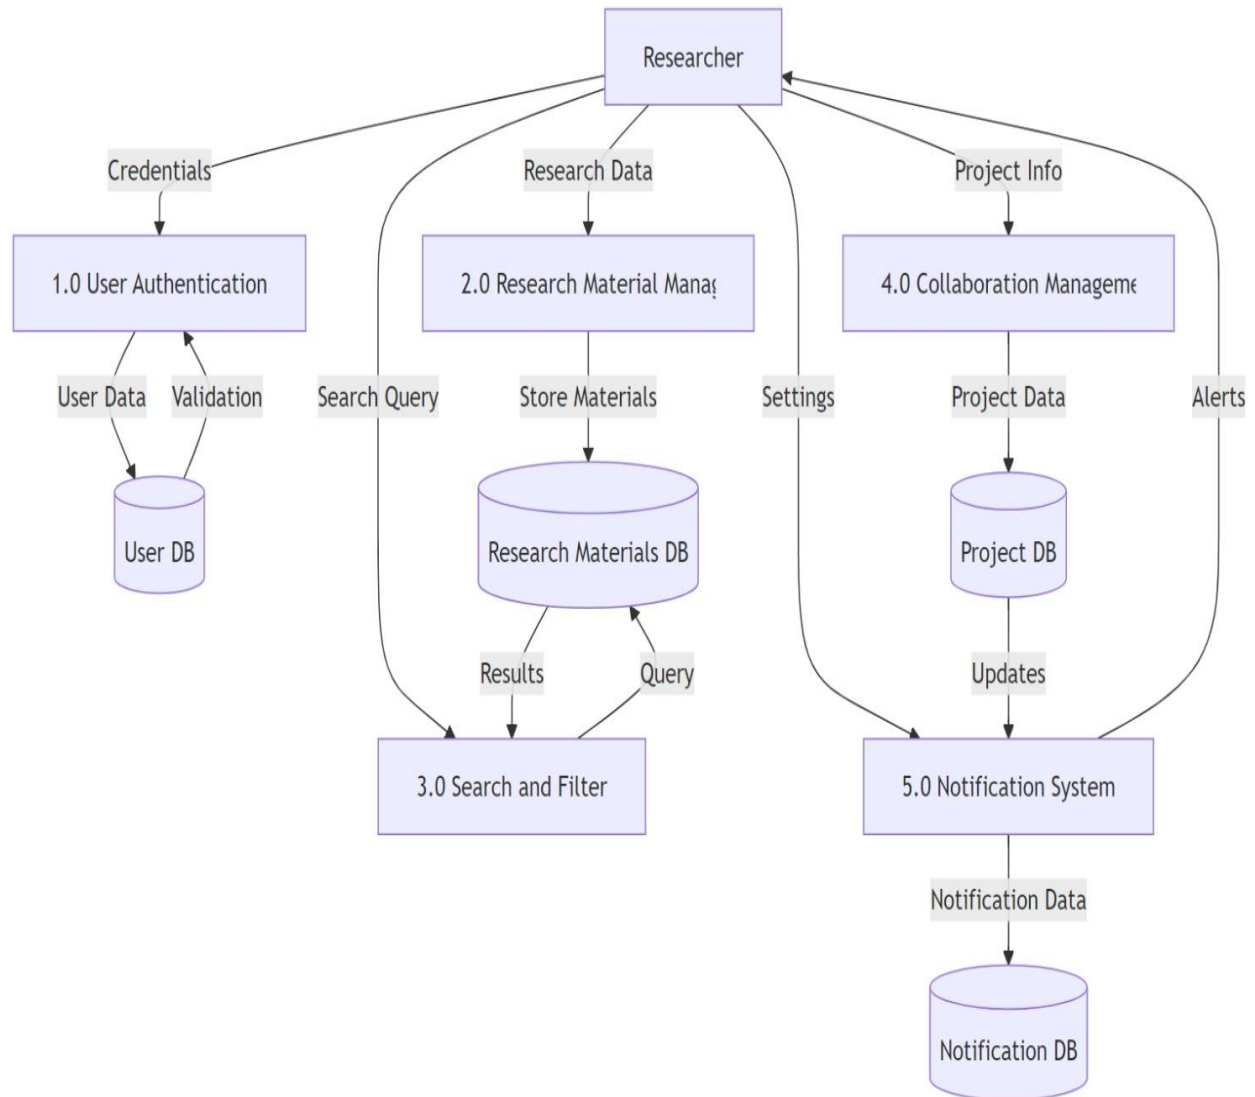 Researcher
Credentials
Research Data
Project Info
1.0 User Authentication
2.0 Research Material Manag
4.0 Collaboration Manageme
User Data
Validation
Search Query
Store Materials
Settings
Project Data
Alerts
User DB
Research Materials DB
Project DB
Results
Query
Updates
3.0 Search and Filter
5.0 Notification System
Notification Data
Notification DB